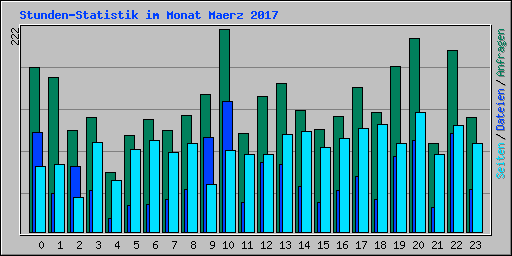 Stunden-Statistik im Monat Maerz 2017
222
Seiten / Dateien / Anfragen
0 1 2 3 4 5 6 7 8 9 10 11 12 13 14 15 16 17 18 19 20 21 22 23